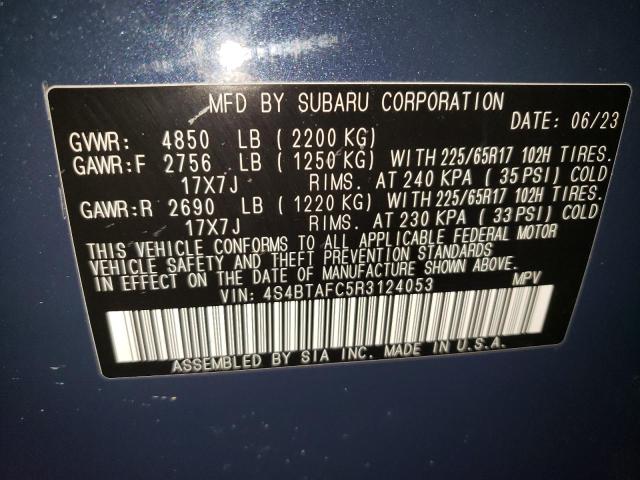 MFD BY SUBARU CORPORATION
DATE: 06/23
GVWR: 4850 LB ( 2200 KG)
GAWR:F 2756 LB ( 1250 KG) WITH 225/65R17 102H TIRES.
17X7J RIMS. AT 240 KPA ( 35 PSI) COLD
GAWR:R 2690 LB ( 1220 KG) WITH 225/65R17 102H TIRES.
17X7J RIMS. AT 230 KPA ( 33 PSI) COLD
THIS VEHICLE CONFORMS TO ALL APPLICABLE FEDERAL MOTOR
VEHICLE SAFETY AND THEFT PREVENTION STANDARDS
IN EFFECT ON THE DATE OF MANUFACTURE SHOWN ABOVE.
VIN: 4S4BTAFC5R3124053 MPV
ASSEMBLED BY SIA INC. MADE IN U.S.A.